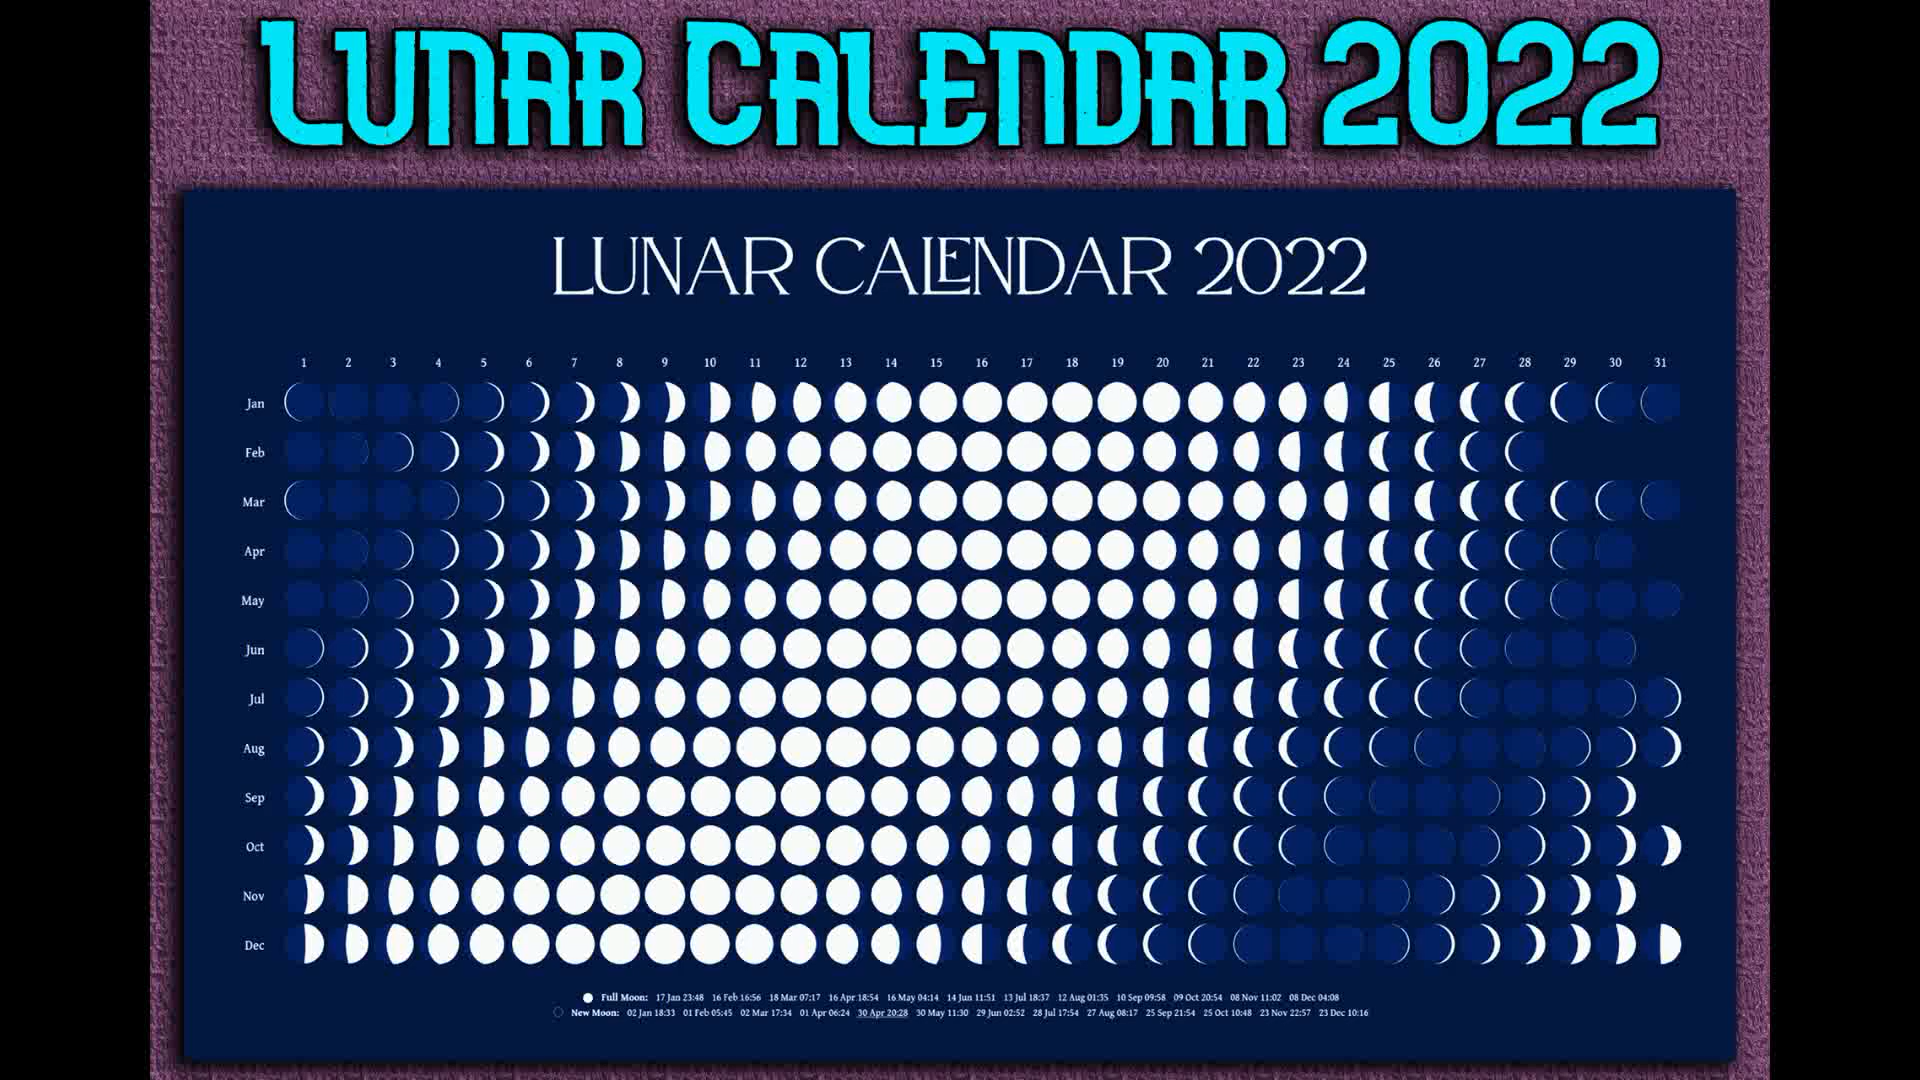 LUNAR CALENDAR 2022
LUNAR CALENDAR 2022
1 2 3 4 5 6 7 8 9 10 11 12 13 14 15 16 17 18 19 20 21 22 23 24 25 26 27 28 29 30 31
Jan
Feb
Mar
Apr
May
Jun
Jul
Aug
Sep
Oct
Nov
Dec
Full Moon: 17 Jan 23:48 16 Feb 16:56 18 Mar 07:17 16 Apr 18:54 16 May 04:14 14 Jun 11:51 13 Jul 18:37 12 Aug 01:35 10 Sep 09:58 09 Oct 20:54 08 Nov 11:02 08 Dec 04:08
New Moon: 02 Jan 18:33 01 Feb 05:45 02 Mar 17:34 01 Apr 06:24 30 Apr 20:28 30 May 11:30 29 Jun 02:52 28 Jul 17:54 27 Aug 08:17 25 Sep 21:54 25 Oct 10:48 23 Nov 22:57 23 Dec 10:16